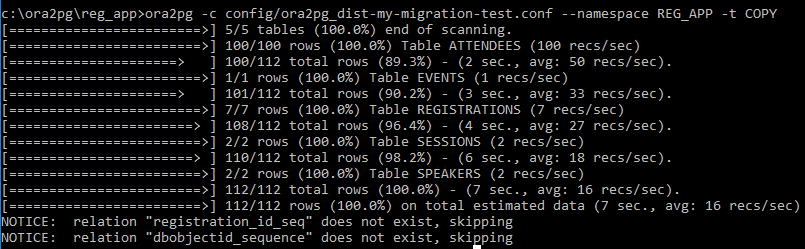 c:\ora2pg\reg_app>ora2pg -c config/ora2pg_dist-my-migration-test.conf --namespace REG_APP -t COPY
[========================>] 5/5 tables (100.0%) end of scanning.
[========================>] 100/100 rows (100.0%) Table ATTENDEES (100 recs/sec)
[=====================>   ] 100/112 total rows (89.3%) - (2 sec., avg: 50 recs/sec).
[========================>] 1/1 rows (100.0%) Table EVENTS (1 recs/sec)
[=====================>   ] 101/112 total rows (90.2%) - (3 sec., avg: 33 recs/sec).
[========================>] 7/7 rows (100.0%) Table REGISTRATIONS (7 recs/sec)
[=======================> ] 108/112 total rows (96.4%) - (4 sec., avg: 27 recs/sec).
[========================>] 2/2 rows (100.0%) Table SESSIONS (2 recs/sec)
[=======================> ] 110/112 total rows (98.2%) - (6 sec., avg: 18 recs/sec).
[========================>] 2/2 rows (100.0%) Table SPEAKERS (2 recs/sec)
[========================>] 112/112 total rows (100.0%) - (7 sec., avg: 16 recs/sec).
[========================>] 112/112 rows (100.0%) on total estimated data (7 sec., avg: 16 recs/sec)
NOTICE:  relation "registration_id_seq" does not exist, skipping
NOTICE:  relation "dbobjectid_sequence" does not exist, skipping